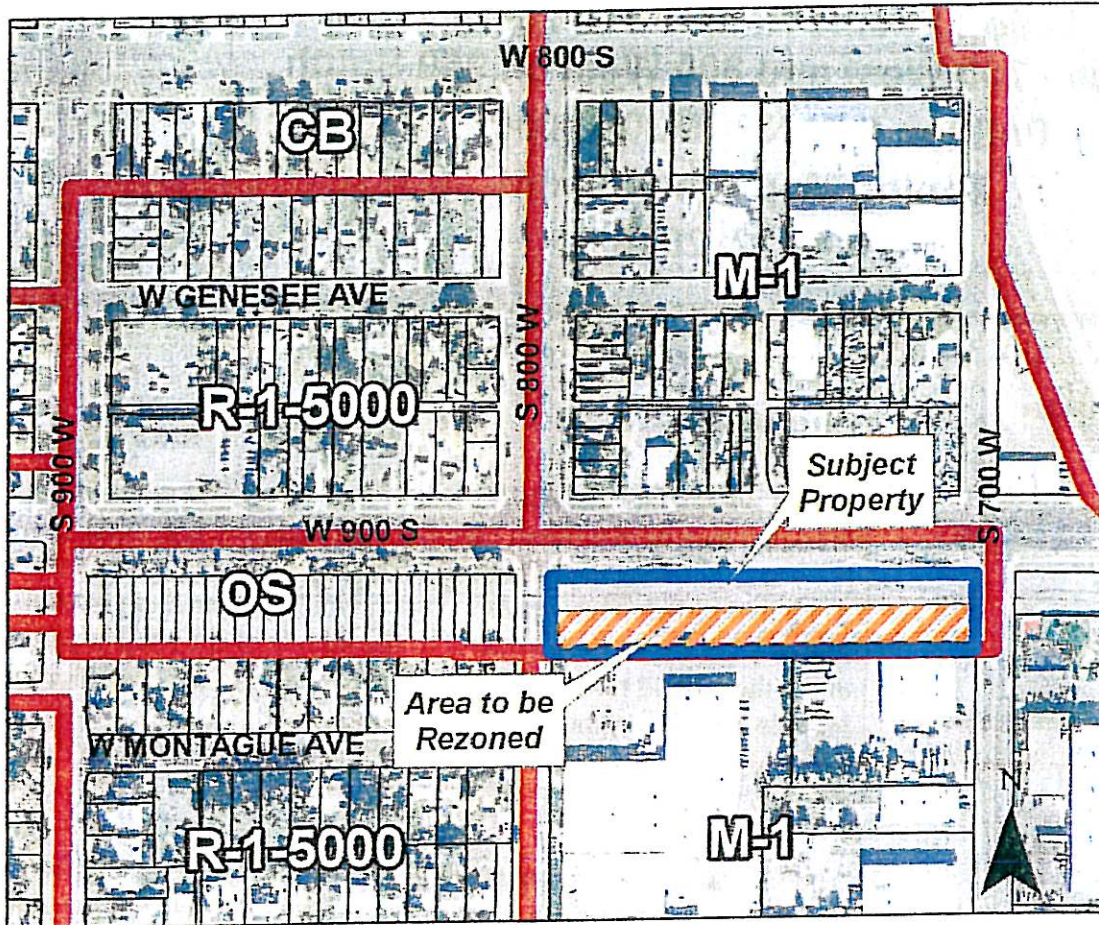 W 800 S
CB
W GENESEE AVE
M-1
S 800 W
R-1-5000
S 900 W
Subject
Property
S 700 W
W 900 S
OS
Area to be
Rezoned
W MONTAGUE AVE
R-1-5000
M-1
N